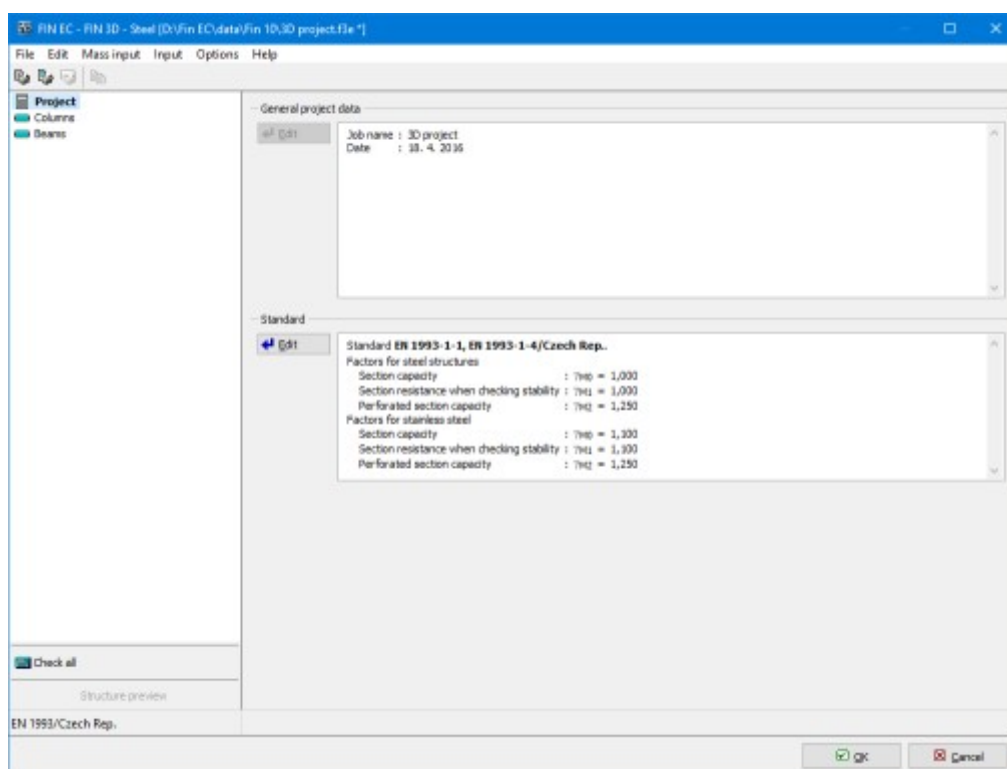 FIN EC - FIN 3D - Steel [D:\Fin EC\data\Fin 10\3D project.f3e *]
File Edit Mass input Input Options Help
Project
Columns
Beams
General project data
Edit
Job name : 3D project
Date : 18. 4. 2016
Standard
Edit
Standard EN 1993-1-1, EN 1993-1-4/Czech Rep..
Factors for steel structures
Section capacity : γM0 = 1,000
Section resistance when checking stability : γM1 = 1,000
Perforated section capacity : γM2 = 1,250
Factors for stainless steel
Section capacity : γM0 = 1,100
Section resistance when checking stability : γM1 = 1,100
Perforated section capacity : γM2 = 1,250
Check all
Structure preview
EN 1993/Czech Rep.
OK Cancel